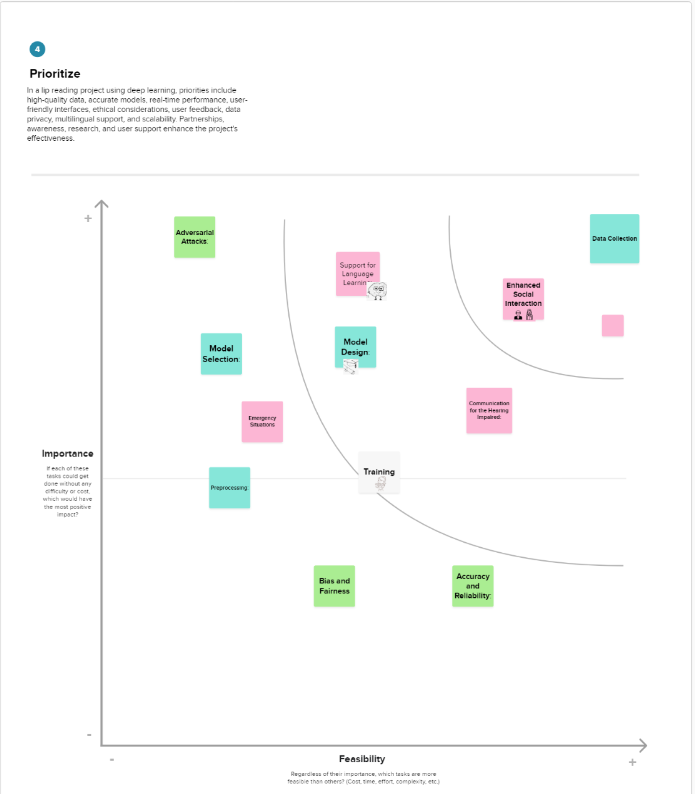 4
Prioritize
In a lip reading project using deep learning, priorities include
high-quality data, accurate models, real-time performance, user-
friendly interfaces, ethical considerations, user feedback, data
privacy, multilingual support, and scalability. Partnerships,
awareness, research, and user support enhance the project's
effectiveness.
+
Adversarial
Attacks:
Data Collection
Support for
Language
Learning
Enhanced
Social
Interaction
Model
Selection:
Model
Design:
Communication
for the Hearing
Impaired:
Emergency
Situations
Importance
If each of these
tasks could get
done without any
difficulty or cost,
which would have
the most positive
impact?
Training
Preprocessing
Bias and
Fairness
Accuracy
and
Reliability:
-
-
Feasibility
+
Regardless of their importance, which tasks are more
feasible than others? (Cost, time, effort, complexity, etc.)